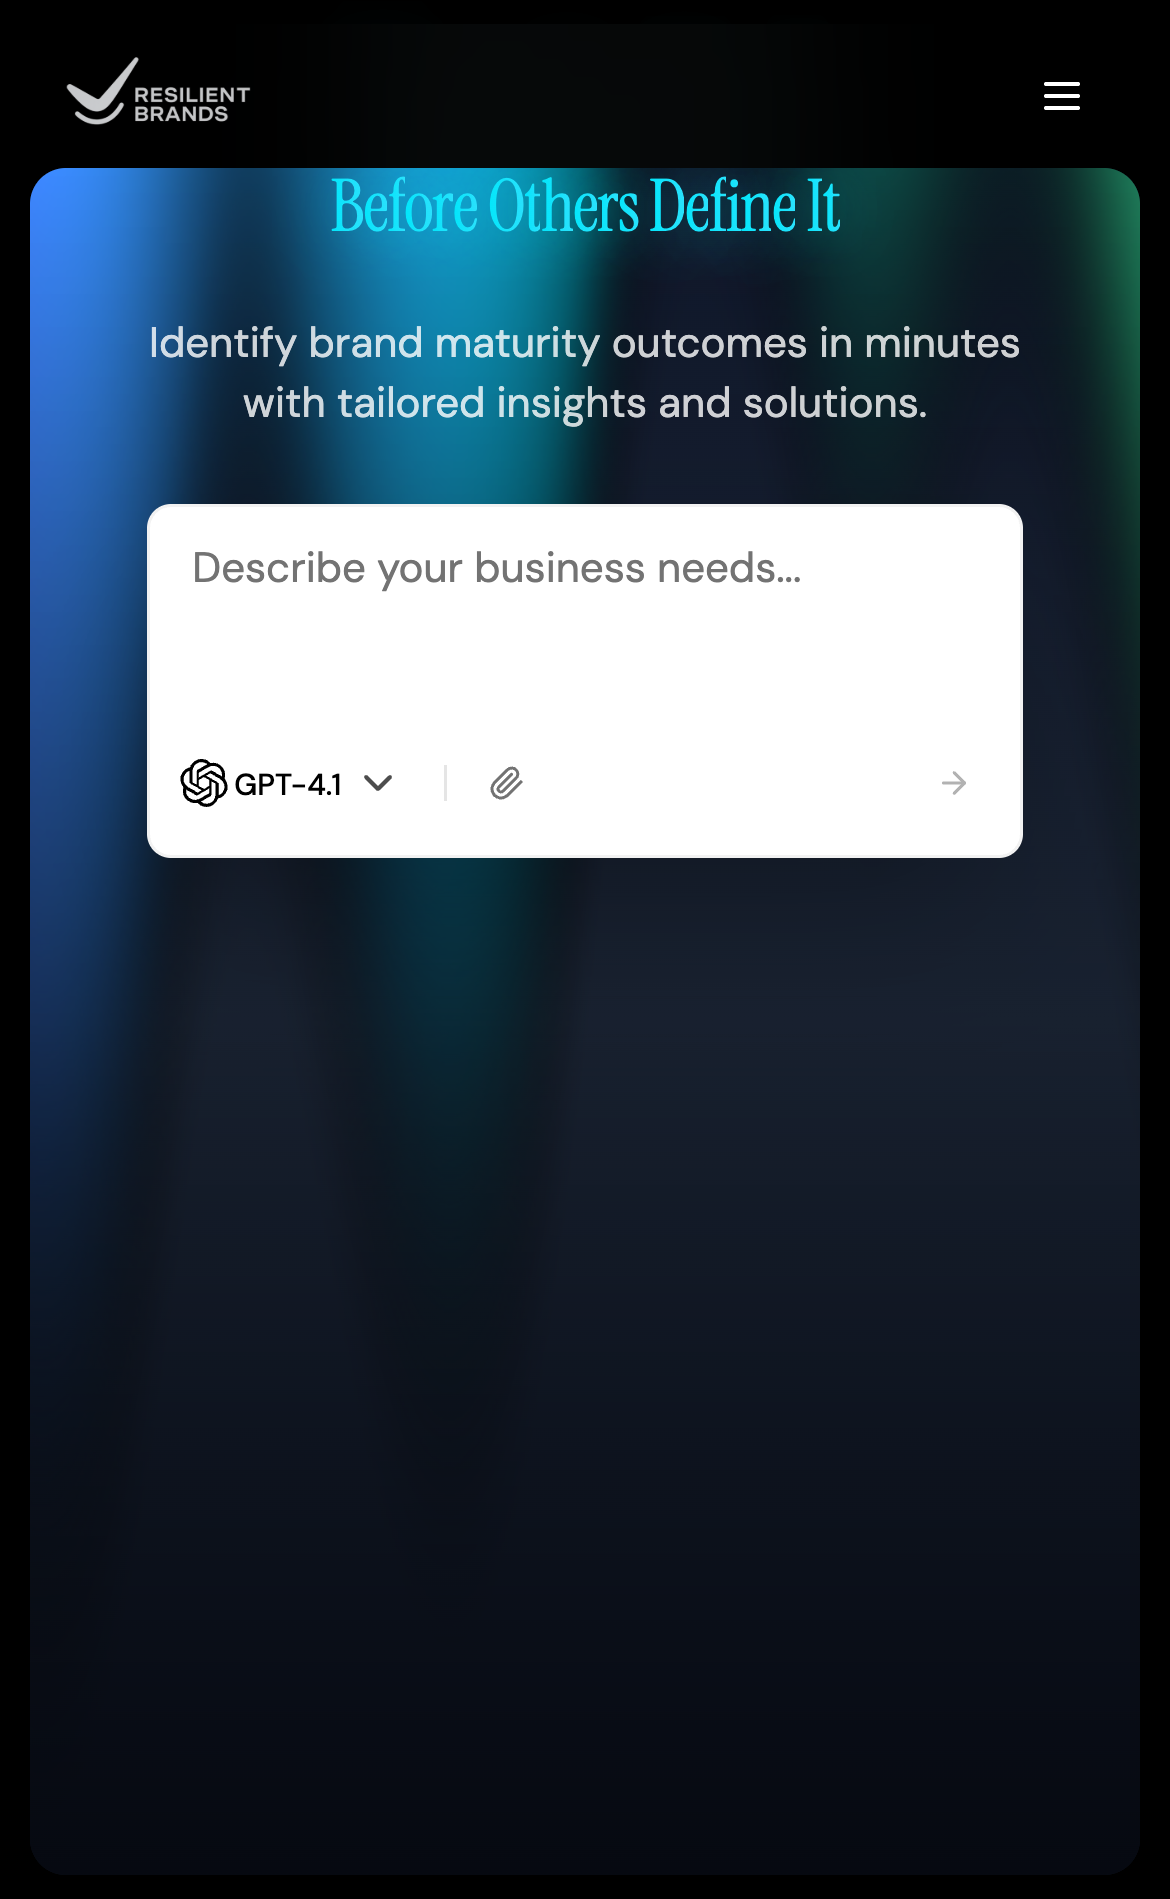 RESILIENT
BRANDS
Before Others Define It
Identify brand maturity outcomes in minutes
with tailored insights and solutions.
Describe your business needs...
GPT-4.1